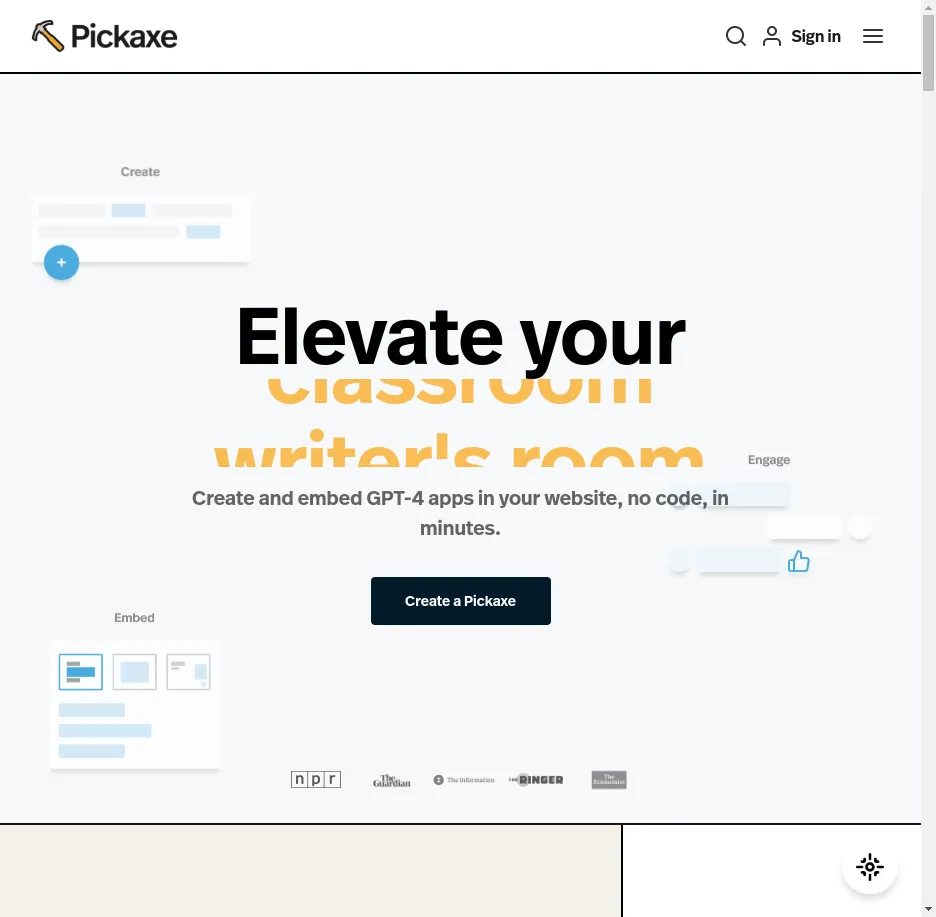 Pickaxe
Sign in
Create
Elevate your
classroom
writer's room
Engage
Create and embed GPT-4 apps in your website, no code, in
minutes.
Create a Pickaxe
Embed
npr
The Guardian
The Information
THE RINGER
The Economist